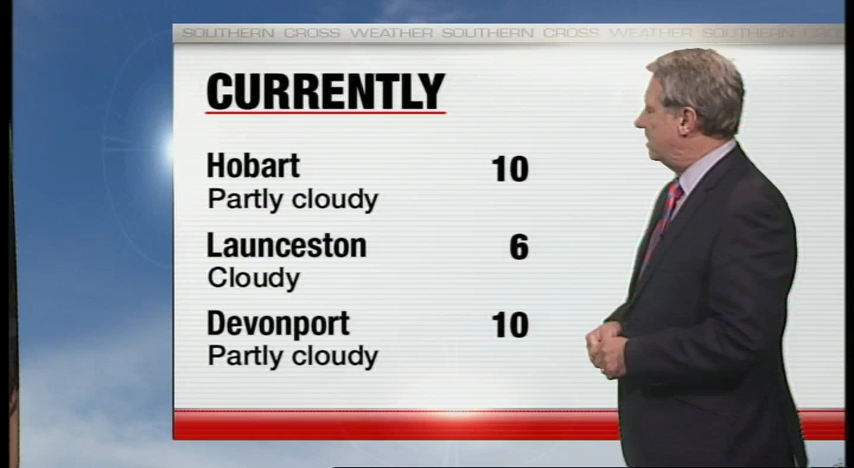 SOUTHERN CROSS WEATHER SOUTHERN CROSS WEATHER SOUTHERN CROSS
CURRENTLY
Hobart 10
Partly cloudy
Launceston 6
Cloudy
Devonport 10
Partly cloudy